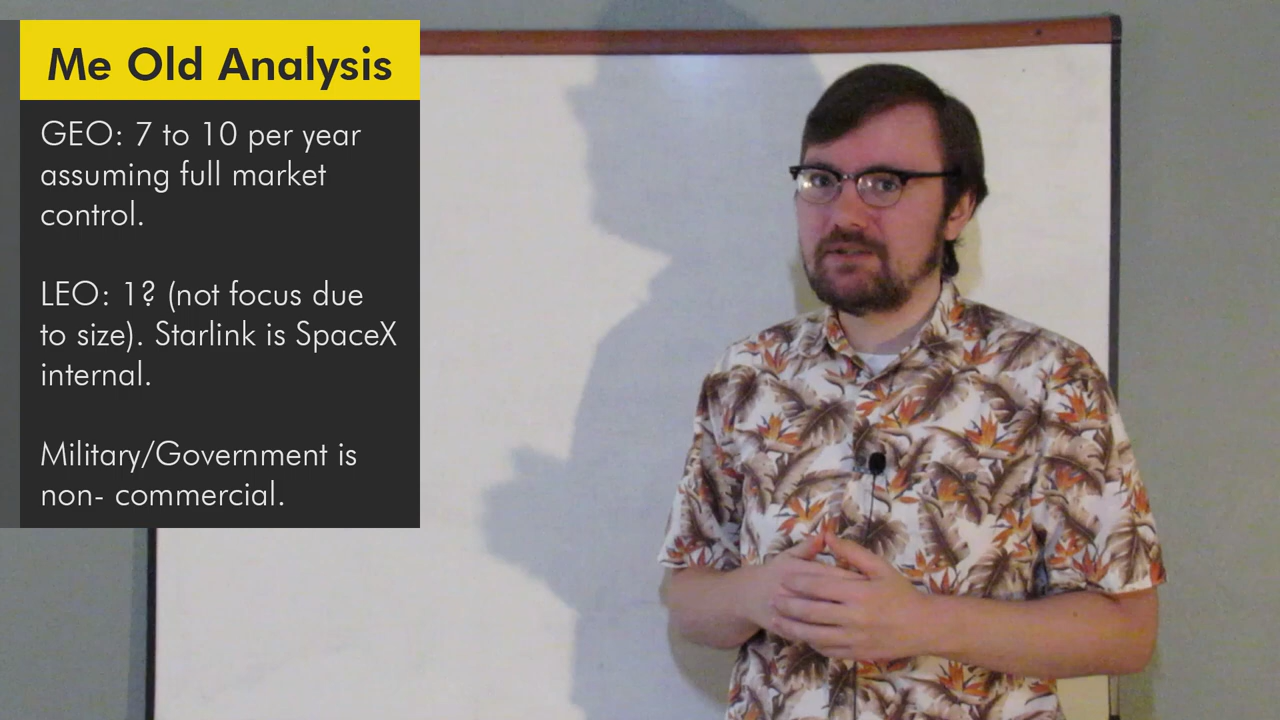 Me Old Analysis
GEO: 7 to 10 per year
assuming full market
control.
LEO: 1? (not focus due
to size). Starlink is SpaceX
internal.
Military/Government is
non- commercial.